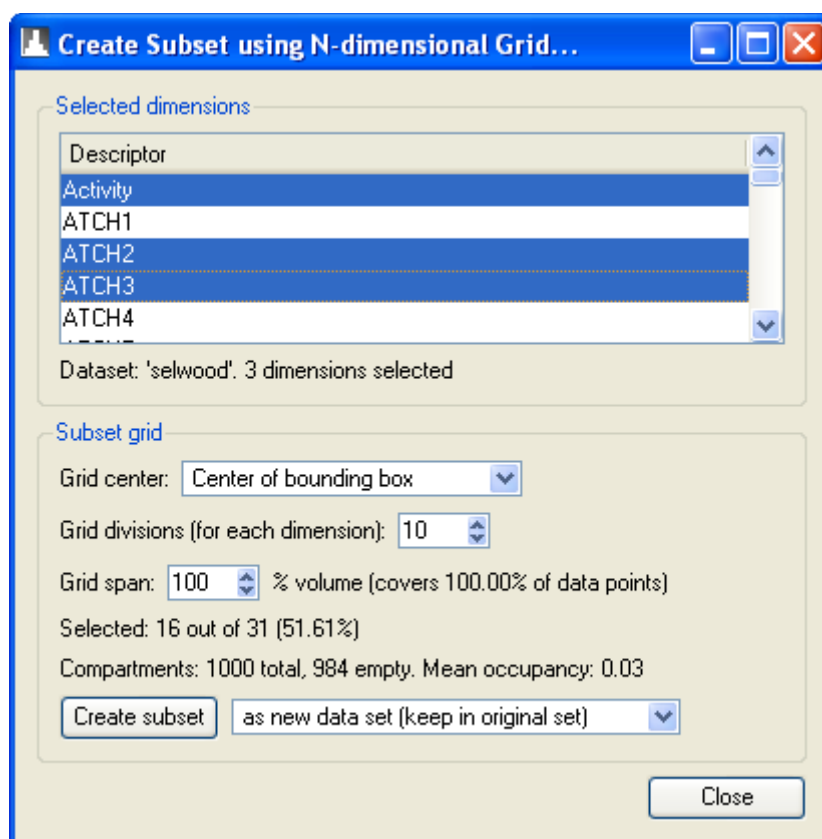 Create Subset using N-dimensional Grid...
Selected dimensions
Descriptor
Activity
ATCH1
ATCH2
ATCH3
ATCH4
Dataset: 'selwood'. 3 dimensions selected
Subset grid
Grid center: Center of bounding box
Grid divisions (for each dimension): 10
Grid span: 100 % volume (covers 100.00% of data points)
Selected: 16 out of 31 (51.61%)
Compartments: 1000 total, 984 empty. Mean occupancy: 0.03
Create subset as new data set (keep in original set)
Close